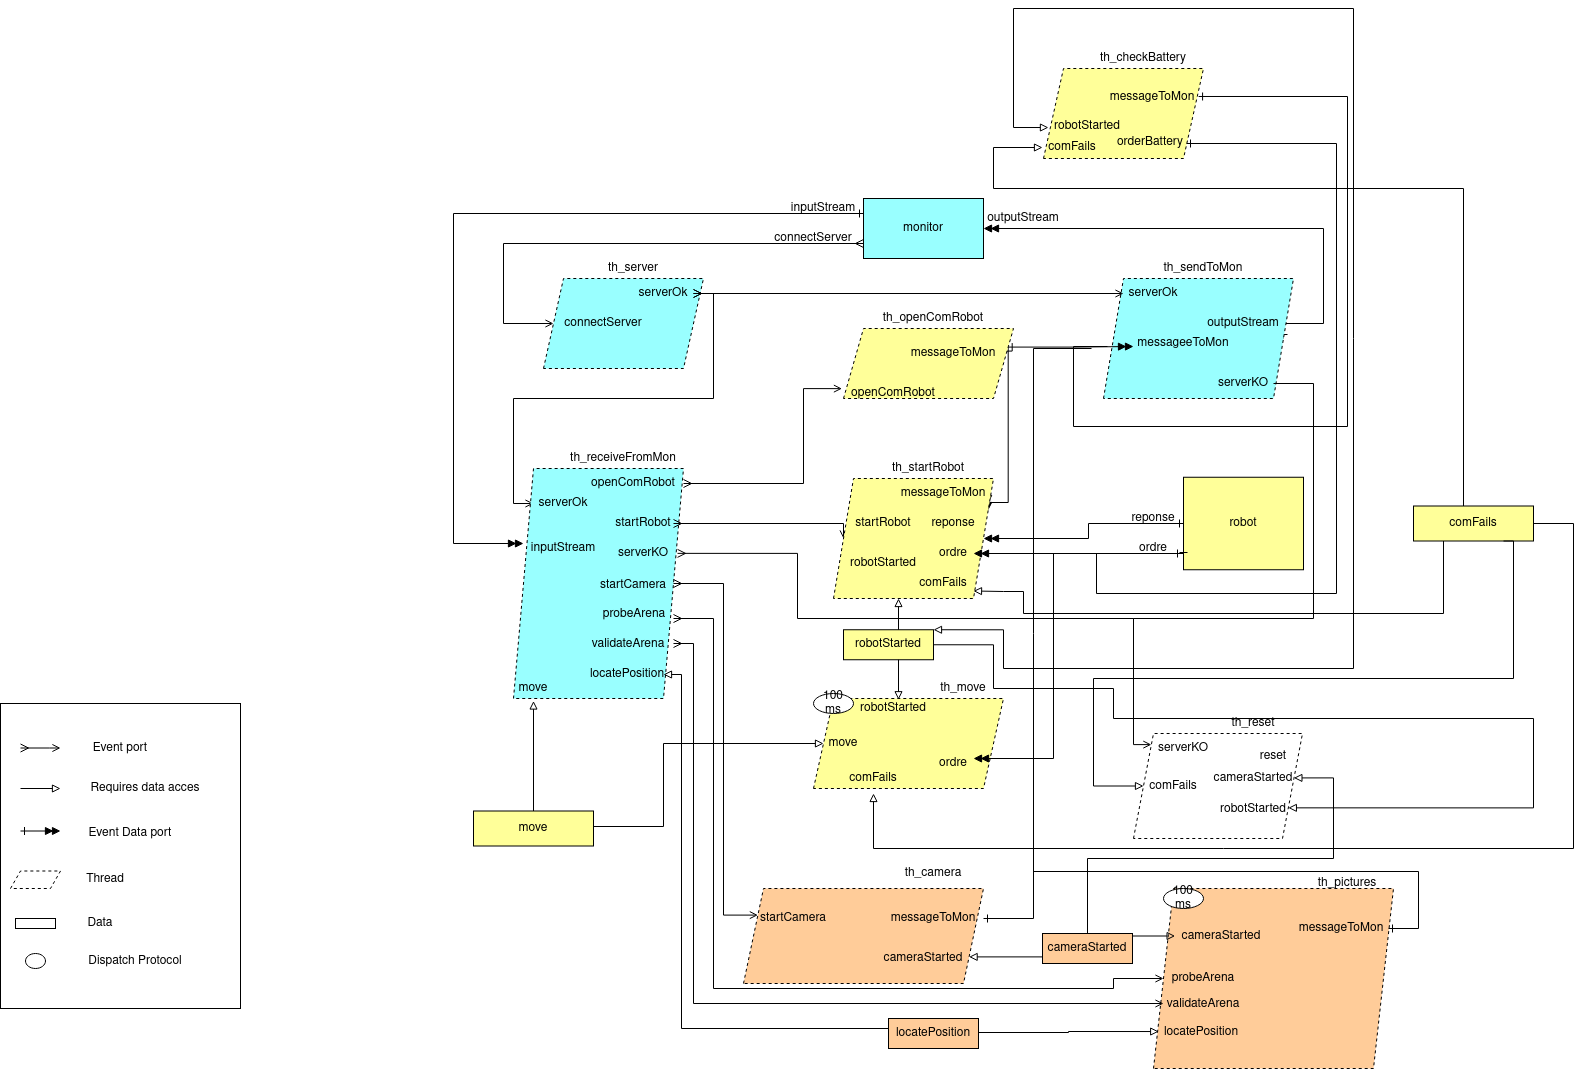 th_checkBattery
messageToMon
robotStarted
orderBattery
comFails
inputStream
outputStream
monitor
connectServer
th_server
serverOk
connectServer
th_sendToMon
serverOk
outputStream
messageeToMon
serverKO
th_openComRobot
messageToMon
openComRobot
th_receiveFromMon
openComRobot
serverOk
startRobot
inputStream
serverKO
startCamera
probeArena
validateArena
locatePosition
move
th_startRobot
messageToMon
startRobot
reponse
ordre
robotStarted
comFails
reponse
ordre
robot
comFails
robotStarted
th_move
100
ms
robotStarted
move
ordre
comFails
th_reset
serverKO
reset
cameraStarted
comFails
robotStarted
move
th_camera
startCamera
messageToMon
cameraStarted
cameraStarted
th_pictures
100
ms
messageToMon
cameraStarted
probeArena
validateArena
locatePosition
locatePosition
Event port
Requires data acces
Event Data port
Thread
Data
Dispatch Protocol